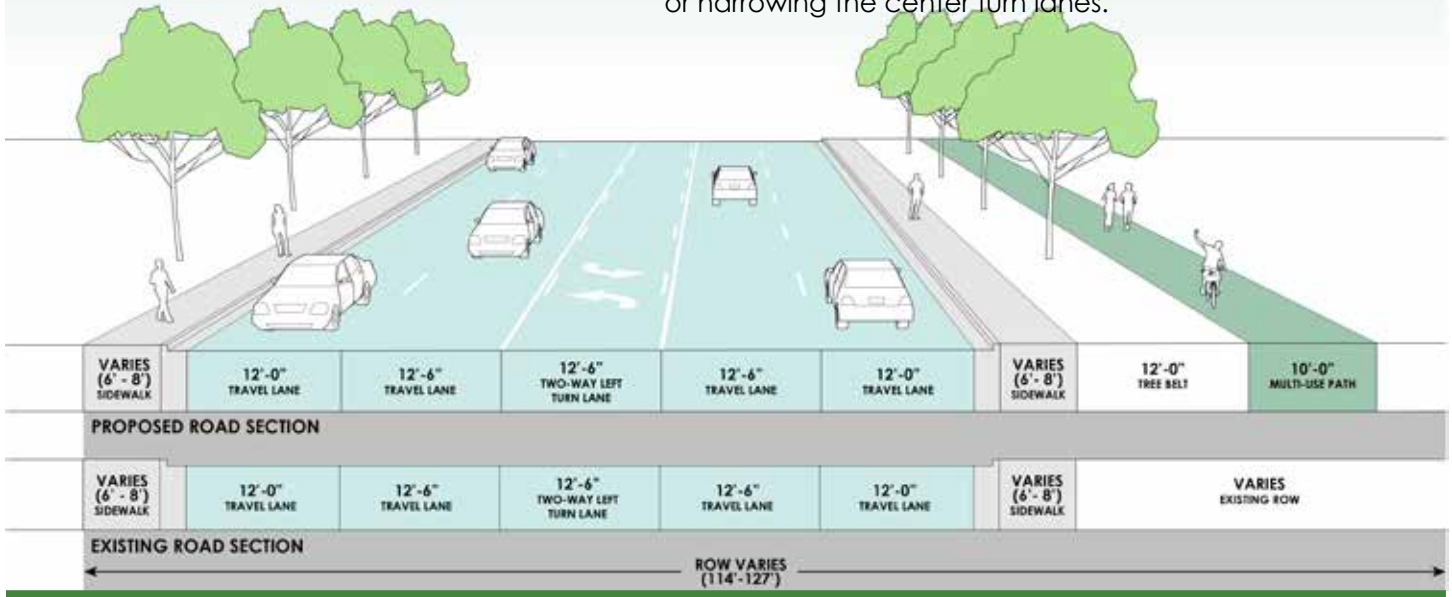 or narrowing the center turn lanes.
VARIES
(6' - 8')
SIDEWALK
12'-0"
TRAVEL LANE
12'-6"
TRAVEL LANE
12'-6"
TWO-WAY LEFT
TURN LANE
12'-6"
TRAVEL LANE
12'-0"
TRAVEL LANE
VARIES
(6' - 8')
SIDEWALK
12'-0"
TREE BELT
10'-0"
MULTI-USE PATH
PROPOSED ROAD SECTION
VARIES
(6' - 8')
SIDEWALK
12'-0"
TRAVEL LANE
12'-6"
TRAVEL LANE
12'-6"
TWO-WAY LEFT
TURN LANE
12'-6"
TRAVEL LANE
12'-0"
TRAVEL LANE
VARIES
(6' - 8')
SIDEWALK
VARIES
EXISTING ROW
EXISTING ROAD SECTION
ROW VARIES
(114'-127')